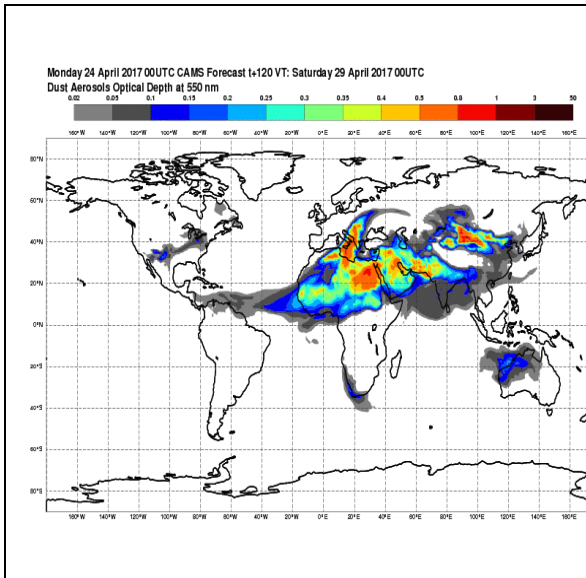 Monday 24 April 2017 00UTC CAMS Forecast t+120 VT: Saturday 29 April 2017 00UTC
Dust Aerosols Optical Depth at 550 nm
0.02 0.05 0.1 0.15 0.2 0.25 0.3 0.35 0.4 0.5 0.8 1 3 50
160°W 140°W 120°W 100°W 80°W 60°W 40°W 20°W 0°E 20°E 40°E 60°E 80°E 100°E 120°E 140°E 160°E
80°N
60°N
40°N
20°N
0°N
20°S
40°S
60°S
80°S
160°W 140°W 120°W 100°W 80°W 60°W 40°W 20°W 0°E 20°E 40°E 60°E 80°E 100°E 120°E 140°E 160°E